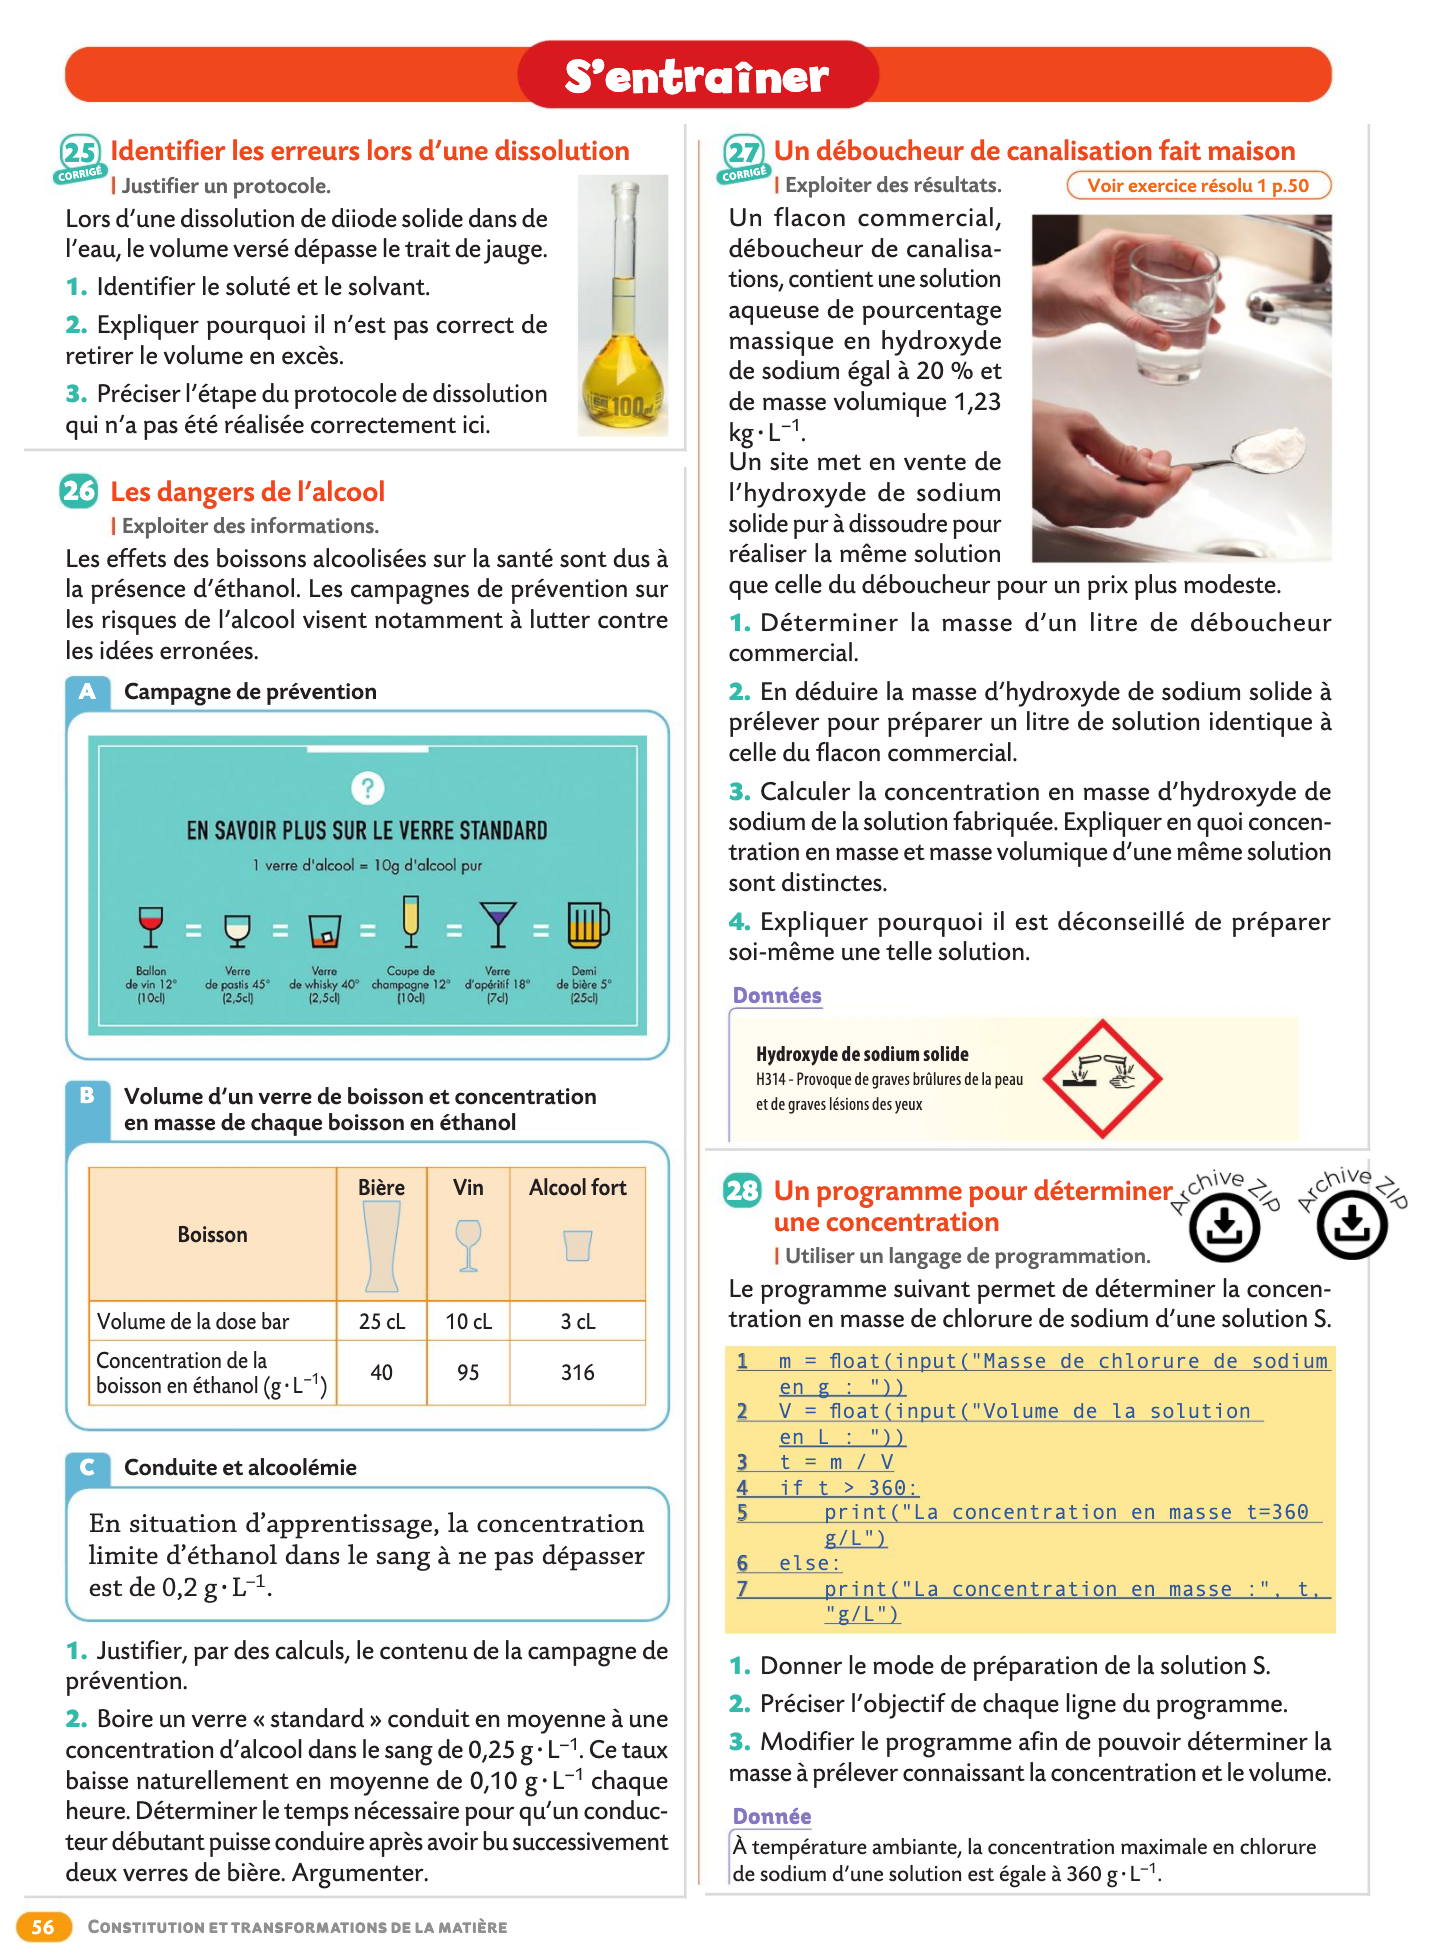 S'entraîner
25 Identifier les erreurs lors d'une dissolution
CORRIGÉ
Justifier un protocole.
Lors d'une dissolution de diiode solide dans de
l'eau, le volume versé dépasse le trait de jauge.
1. Identifier le soluté et le solvant.
2. Expliquer pourquoi il n'est pas correct de
retirer le volume en excès.
3. Préciser l'étape du protocole de dissolution
qui n'a pas été réalisée correctement ici.
100
26 Les dangers de l'alcool
Exploiter des informations.
Les effets des boissons alcoolisées sur la santé sont dus à
la présence d'éthanol. Les campagnes de prévention sur
les risques de l'alcool visent notamment à lutter contre
les idées erronées.
A Campagne de prévention
?
EN SAVOIR PLUS SUR LE VERRE STANDARD
1 verre d'alcool = 10g d'alcool pur
= = = = =
Ballon de vin 12° (10cl)
Verre de pastis 45° (2,5cl)
Verre de whisky 40° (2,5cl)
Coupe de champagne 12° (10cl)
Verre d'apéritif 18° (7cl)
Demi de bière 5° (25cl)
B Volume d'un verre de boisson et concentration
en masse de chaque boisson en éthanol
Boisson Bière Vin Alcool fort
Volume de la dose bar 25 cL 10 cL 3 cL
Concentration de la
boisson en éthanol (g·L⁻¹) 40 95 316
C Conduite et alcoolémie
En situation d'apprentissage, la concentration
limite d'éthanol dans le sang à ne pas dépasser
est de 0,2 g·L⁻¹.
1. Justifier, par des calculs, le contenu de la campagne de
prévention.
2. Boire un verre « standard » conduit en moyenne à une
concentration d'alcool dans le sang de 0,25 g·L⁻¹. Ce taux
baisse naturellement en moyenne de 0,10 g·L⁻¹ chaque
heure. Déterminer le temps nécessaire pour qu'un conduc-
teur débutant puisse conduire après avoir bu successivement
deux verres de bière. Argumenter.
27 Un déboucheur de canalisation fait maison
CORRIGÉ
Exploiter des résultats.
Voir exercice résolu 1 p.50
Un flacon commercial,
déboucheur de canalisa-
tions, contient une solution
aqueuse de pourcentage
massique en hydroxyde
de sodium égal à 20 % et
de masse volumique 1,23
kg·L⁻¹.
Un site met en vente de
l'hydroxyde de sodium
solide pur à dissoudre pour
réaliser la même solution
que celle du déboucheur pour un prix plus modeste.
1. Déterminer la masse d'un litre de déboucheur
commercial.
2. En déduire la masse d'hydroxyde de sodium solide à
prélever pour préparer un litre de solution identique à
celle du flacon commercial.
3. Calculer la concentration en masse d'hydroxyde de
sodium de la solution fabriquée. Expliquer en quoi concen-
tration en masse et masse volumique d'une même solution
sont distinctes.
4. Expliquer pourquoi il est déconseillé de préparer
soi-même une telle solution.
Données
Hydroxyde de sodium solide
H314 - Provoque de graves brûlures de la peau
et de graves lésions des yeux
28 Un programme pour déterminer
une concentration
Archive ZIP
Archive ZIP
Utiliser un langage de programmation.
Le programme suivant permet de déterminer la concen-
tration en masse de chlorure de sodium d'une solution S.
1 m = float(input("Masse de chlorure de sodium
en g : "))
2 V = float(input("Volume de la solution
en L : "))
3 t = m / V
4 if t > 360:
5 print("La concentration en masse t=360
g/L")
6 else:
7 print("La concentration en masse :", t,
"g/L")
1. Donner le mode de préparation de la solution S.
2. Préciser l'objectif de chaque ligne du programme.
3. Modifier le programme afin de pouvoir déterminer la
masse à prélever connaissant la concentration et le volume.
Donnée
À température ambiante, la concentration maximale en chlorure
de sodium d'une solution est égale à 360 g·L⁻¹.
56 CONSTITUTION ET TRANSFORMATIONS DE LA MATIÈRE